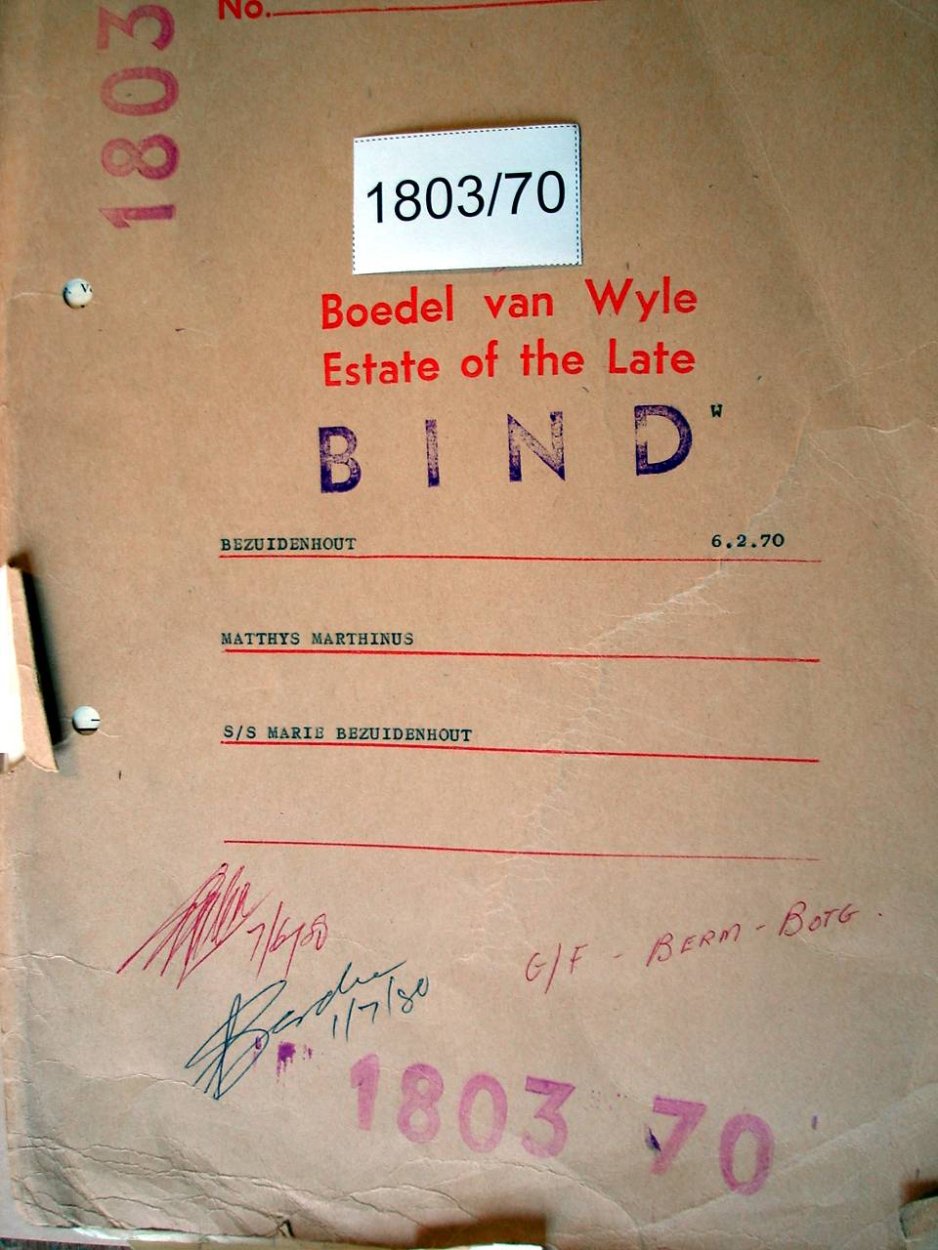 No.
1803
1803/70
Boedel van Wyle
Estate of the Late
BIND
W
BEZUIDENHOUT 6.2.70
MATTHYS MARTHINUS
S/S MARIE BEZUIDENHOUT
7/6/80
G/F - BERM - BOTG.
1/7/80
1803 70